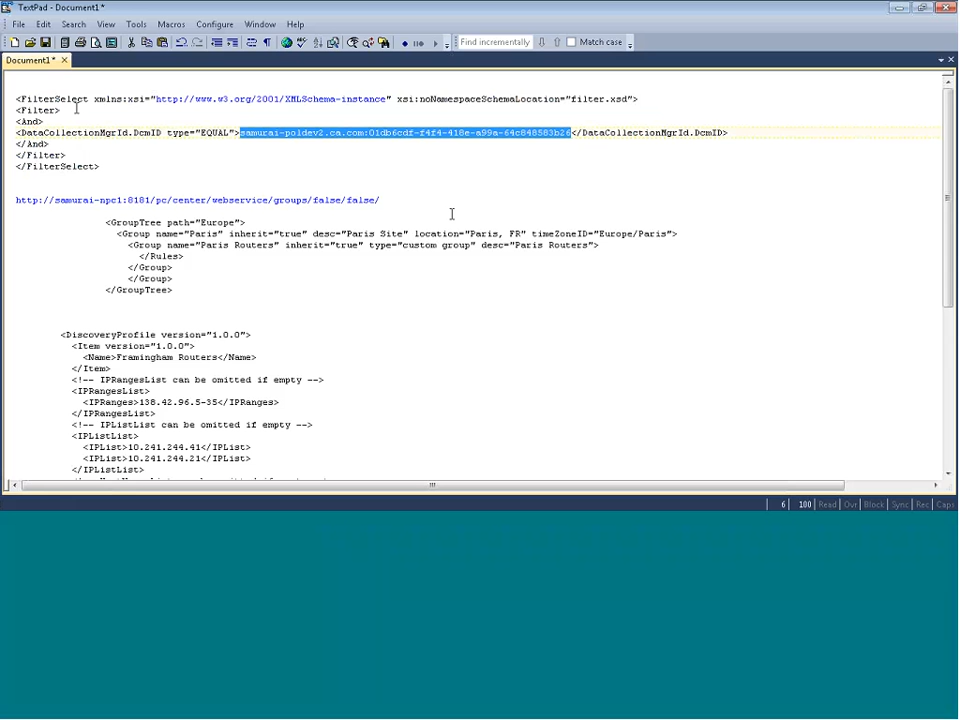 TextPad - Document1 *
File Edit Search View Tools Macros Configure Window Help
Find incrementally Match case
Document1 *
<FilterSelect xmlns:xsi="http://www.w3.org/2001/XMLSchema-instance" xsi:noNamespaceSchemaLocation="filter.xsd">
<Filter>
<And>
<DataCollectionMgrId.DcmID type="EQUAL">samurai-poldev2.ca.com:01db6cdf-f4f4-418e-a99a-64c848583b26</DataCollectionMgrId.DcmID>
</And>
</Filter>
</FilterSelect>
http://samurai-npc1:8181/pc/center/webservice/groups/false/false/
<GroupTree path="Europe">
<Group name="Paris" inherit="true" desc="Paris Site" location="Paris, FR" timeZoneID="Europe/Paris">
<Group name="Paris Routers" inherit="true" type="custom group" desc="Paris Routers">
</Rules>
</Group>
</Group>
</GroupTree>
<DiscoveryProfile version="1.0.0">
<Item version="1.0.0">
<Name>Framingham Routers</Name>
</Item>
<!-- IPRangesList can be omitted if empty -->
<IPRangesList>
<IPRanges>138.42.96.5-35</IPRanges>
</IPRangesList>
<!-- IPListList can be omitted if empty -->
<IPListList>
<IPList>10.241.244.41</IPList>
<IPList>10.241.244.21</IPList>
</IPListList>
6 100 Read Ovr Block Sync Rec Caps